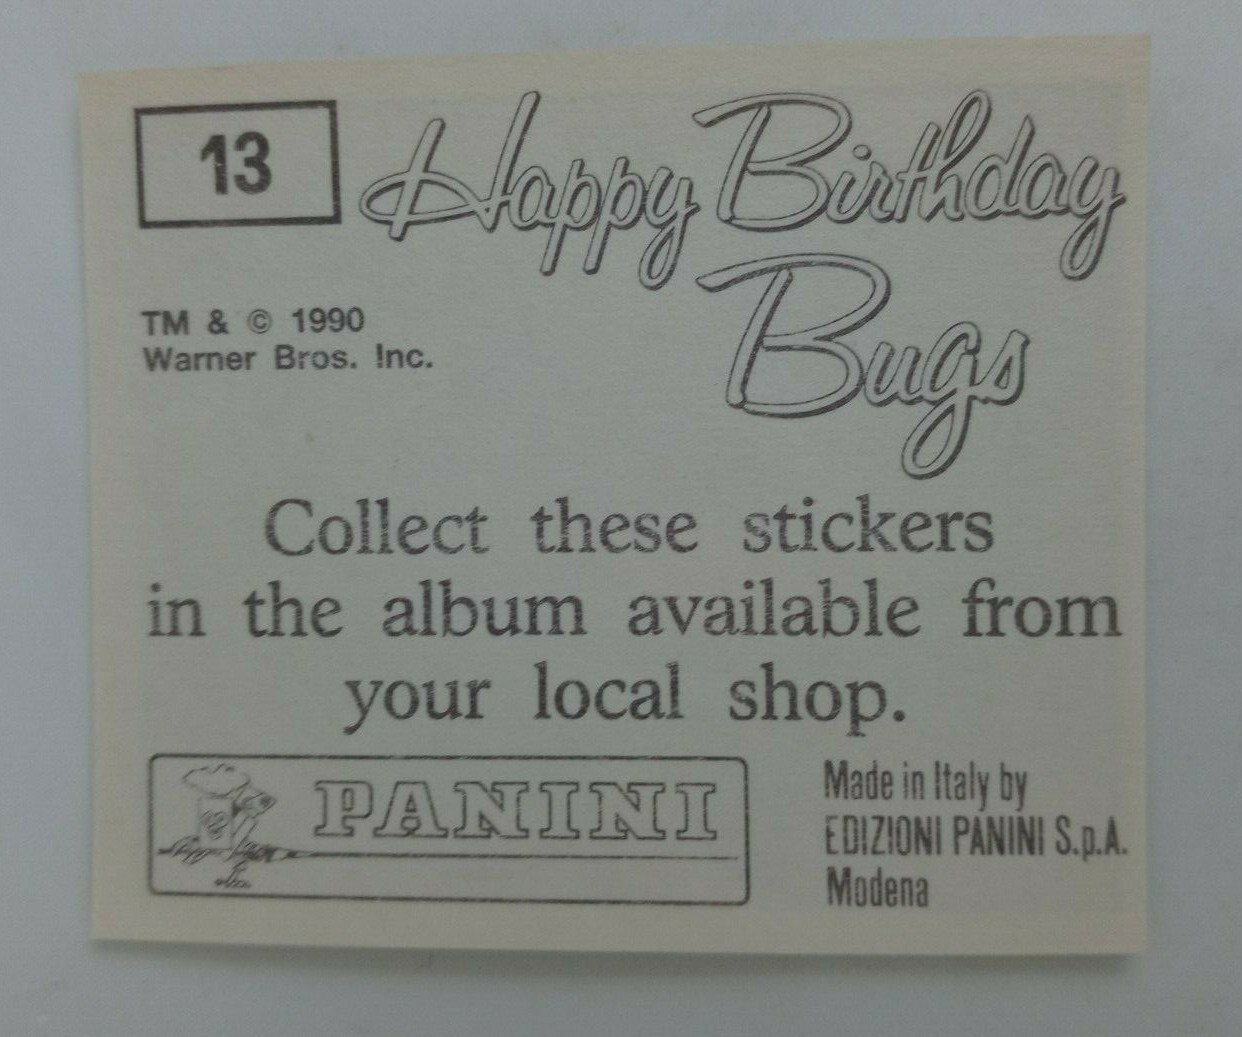 13
Happy Birthday
Bugs
TM & © 1990
Warner Bros. Inc.
Collect these stickers
in the album available from
your local shop.
PANINI
Made in Italy by
EDIZIONI PANINI S.p.A.
Modena